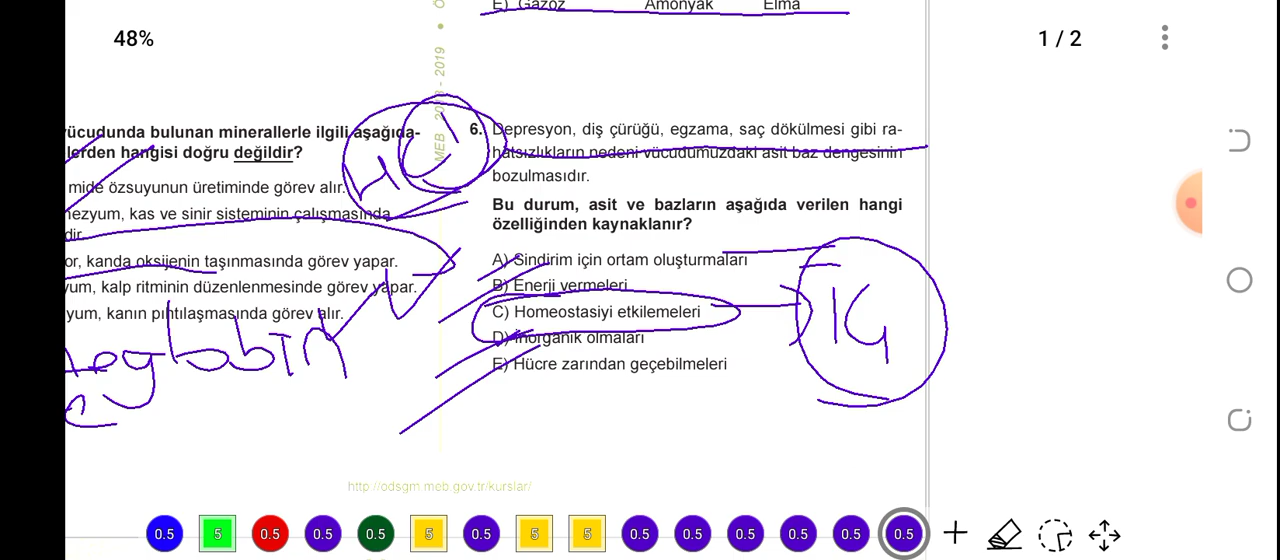 E) Gazoz Amonyak Elma
48%
1 / 2
MEB 2018 - 2019 ● Ö
vücudunda bulunan minerallerle ilgili aşağıda-
lerden hangisi doğru değildir?
mide özsuyunun üretiminde görev alır.
nezyum, kas ve sinir sisteminin çalışmasında
dir.
or, kanda oksijenin taşınmasında görev yapar.
yum, kalp ritminin düzenlenmesinde görev yapar.
yum, kanın pıhtılaşmasında görev alır.
HCl
6. Depresyon, diş çürüğü, egzama, saç dökülmesi gibi ra-
hatsızlıkların nedeni vücudumuzdaki asit baz dengesinin
bozulmasıdır.
Bu durum, asit ve bazların aşağıda verilen hangi
özelliğinden kaynaklanır?
A) Sindirim için ortam oluşturmaları
B) Enerji vermeleri
C) Homeostasiyi etkilemeleri
D) İnorganik olmaları
E) Hücre zarından geçebilmeleri
http://odsgm.meb.gov.tr/kurslar/
0.5 5 0.5 0.5 0.5 5 0.5 5 5 0.5 0.5 0.5 0.5 0.5 0.5